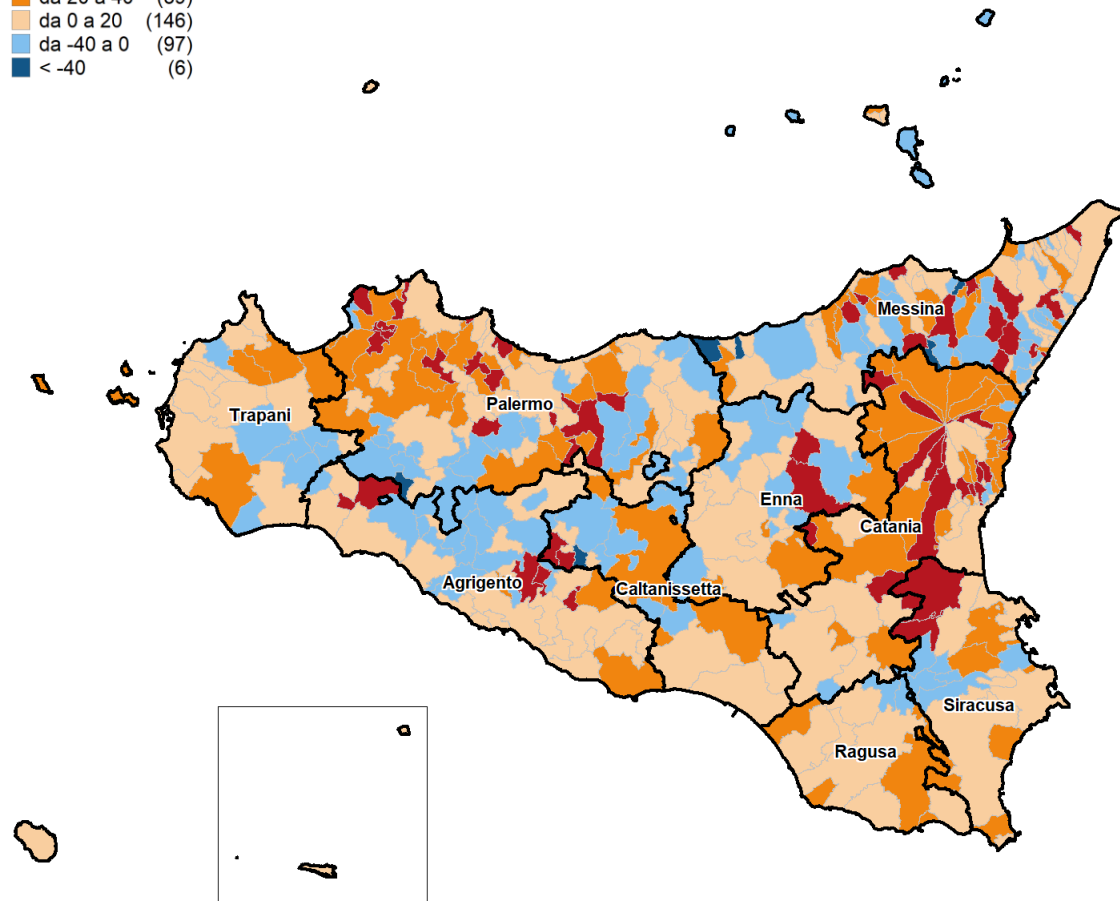 da 0 a 20 (146)
da -40 a 0 (97)
< -40 (6)
Messina
Palermo
Trapani
Enna
Catania
Agrigento
Caltanissetta
Siracusa
Ragusa